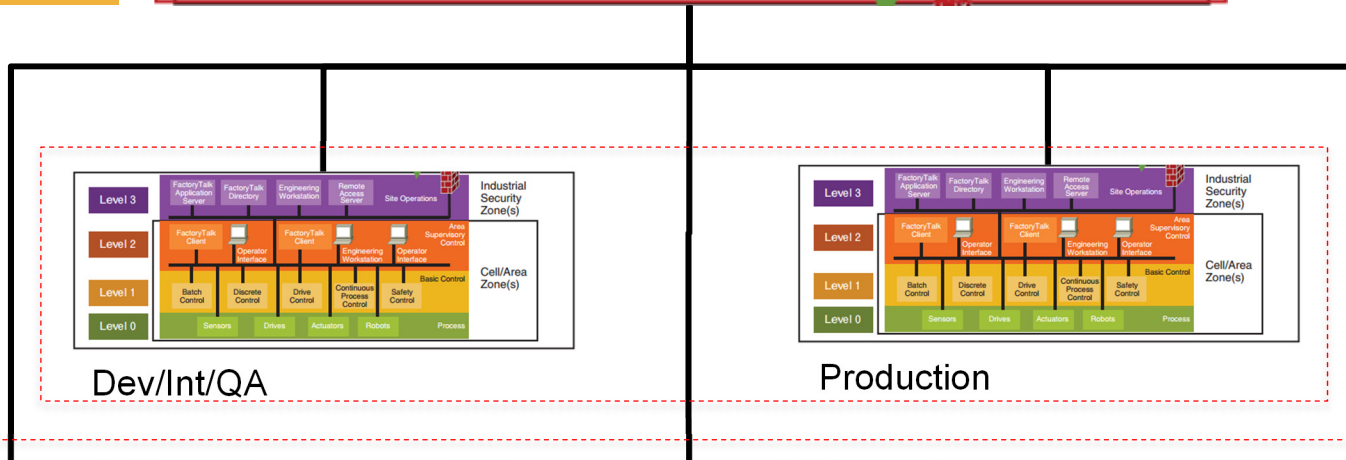 Level 3
FactoryTalk
Application
Server
FactoryTalk
Directory
Engineering
Workstation
Remote
Access
Server
Site Operations
Industrial
Security
Zone(s)
Level 2
FactoryTalk
Client
Operator
Interface
FactoryTalk
Client
Engineering
Workstation
Operator
Interface
Area
Supervisory
Control
Cell/Area
Zone(s)
Level 1
Batch
Control
Discrete
Control
Drive
Control
Continuous
Process
Control
Safety
Control
Basic Control
Level 0
Sensors
Drives
Actuators
Robots
Process
Dev/Int/QA
Level 3
FactoryTalk
Application
Server
FactoryTalk
Directory
Engineering
Workstation
Remote
Access
Server
Site Operations
Industrial
Security
Zone(s)
Level 2
FactoryTalk
Client
Operator
Interface
FactoryTalk
Client
Engineering
Workstation
Operator
Interface
Area
Supervisory
Control
Cell/Area
Zone(s)
Level 1
Batch
Control
Discrete
Control
Drive
Control
Continuous
Process
Control
Safety
Control
Basic Control
Level 0
Sensors
Drives
Actuators
Robots
Process
Production